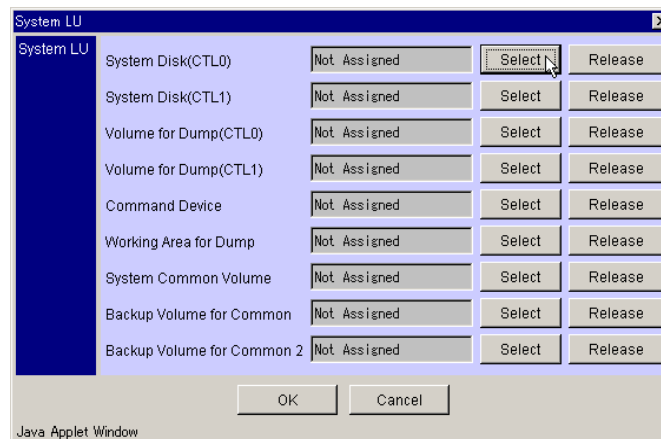 System LU
System LU
System Disk(CTL0) Not Assigned Select Release
System Disk(CTL1) Not Assigned Select Release
Volume for Dump(CTL0) Not Assigned Select Release
Volume for Dump(CTL1) Not Assigned Select Release
Command Device Not Assigned Select Release
Working Area for Dump Not Assigned Select Release
System Common Volume Not Assigned Select Release
Backup Volume for Common Not Assigned Select Release
Backup Volume for Common 2 Not Assigned Select Release
OK Cancel
Java Applet Window